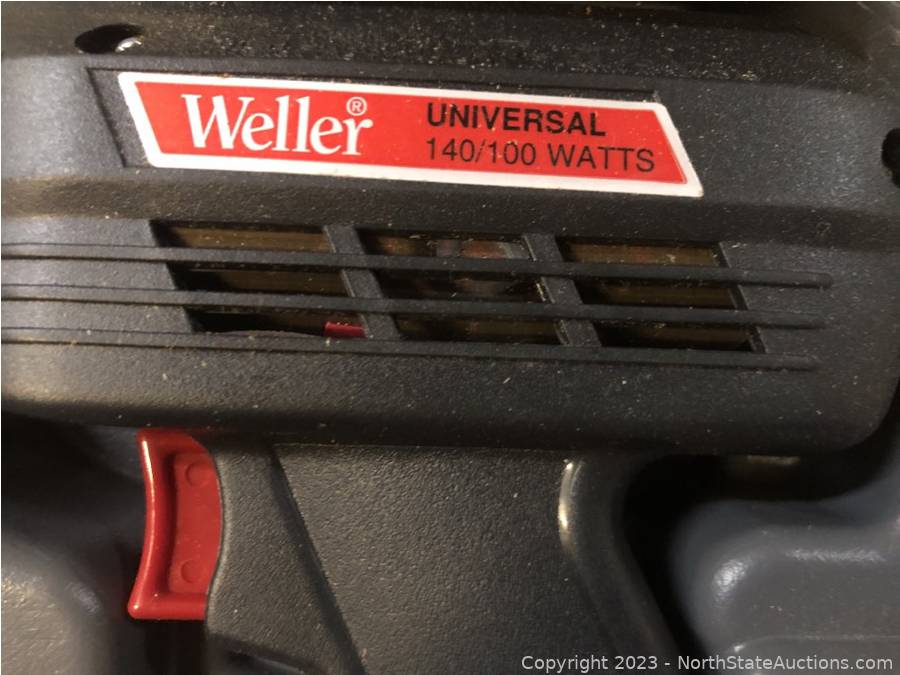 Weller®
UNIVERSAL
140/100 WATTS
Copyright 2023 - NorthStateAuctions.com